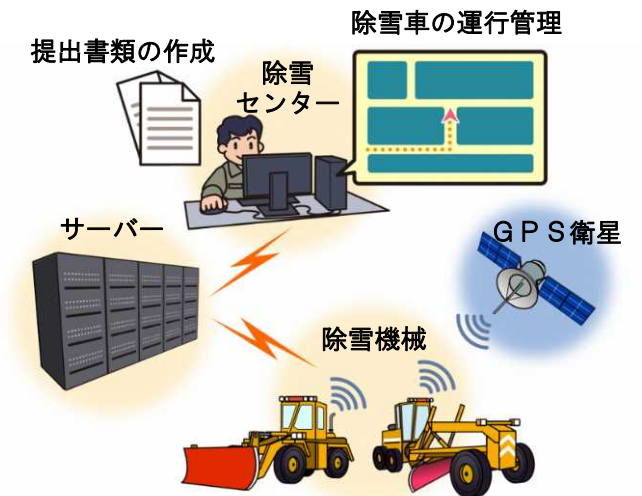 除雪車の運行管理
提出書類の作成
除雪
センター
サーバー
ＧＰＳ衛星
除雪機械